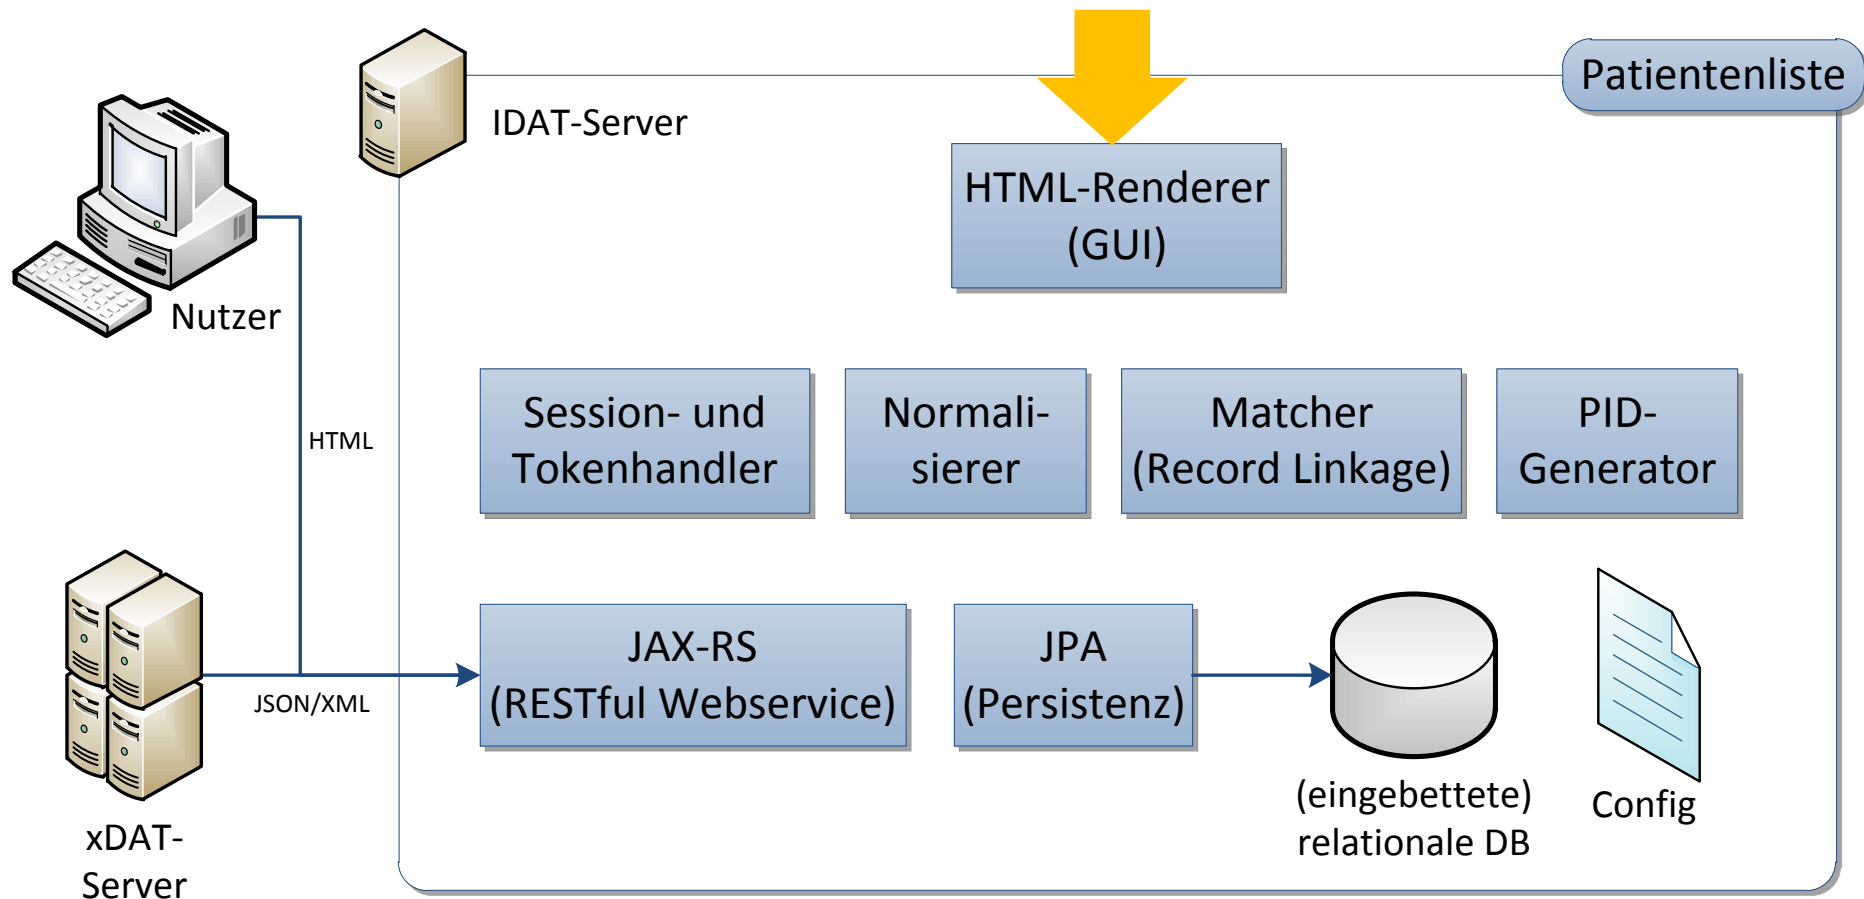 Patientenliste
IDAT-Server
HTML-Renderer
(GUI)
Nutzer
Session- und
Tokenhandler
Normali-
sierer
Matcher
(Record Linkage)
PID-
Generator
HTML
JAX-RS
(RESTful Webservice)
JPA
(Persistenz)
JSON/XML
(eingebettete)
relationale DB
Config
xDAT-
Server